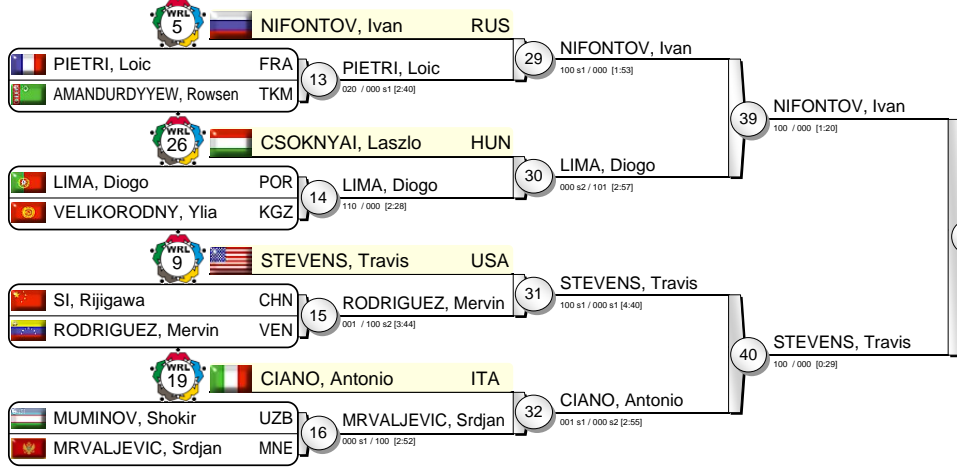 WRL
5
NIFONTOV, Ivan RUS
PIETRI, Loic FRA
AMANDURDYYEW, Rowsen TKM
13
PIETRI, Loic
020 / 000 s1 [2:40]
29
NIFONTOV, Ivan
100 s1 / 000 [1:53]
WRL
26
CSOKNYAI, Laszlo HUN
LIMA, Diogo POR
VELIKORODNY, Ylia KGZ
14
LIMA, Diogo
110 / 000 [2:28]
30
LIMA, Diogo
000 s2 / 101 [2:57]
39
NIFONTOV, Ivan
100 / 000 [1:20]
WRL
9
STEVENS, Travis USA
SI, Rijigawa CHN
RODRIGUEZ, Mervin VEN
15
RODRIGUEZ, Mervin
001 / 100 s2 [3:44]
31
STEVENS, Travis
100 s1 / 000 s1 [4:40]
WRL
19
CIANO, Antonio ITA
MUMINOV, Shokir UZB
MRVALJEVIC, Srdjan MNE
16
MRVALJEVIC, Srdjan
000 s1 / 100 [2:52]
32
CIANO, Antonio
001 s1 / 000 s2 [2:55]
40
STEVENS, Travis
100 / 000 [0:29]